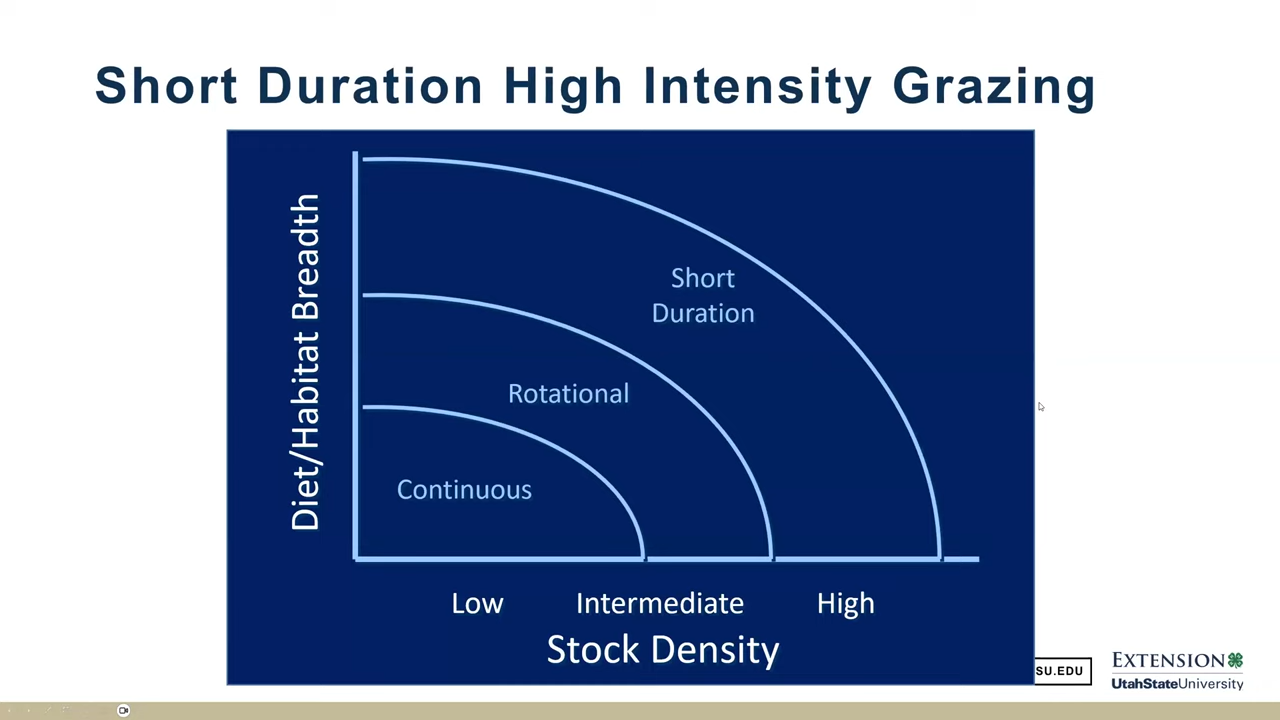 Short Duration High Intensity Grazing
Diet/Habitat Breadth
Short
Duration
Rotational
Continuous
Low Intermediate High
Stock Density
SU.EDU
EXTENSION
UtahStateUniversity